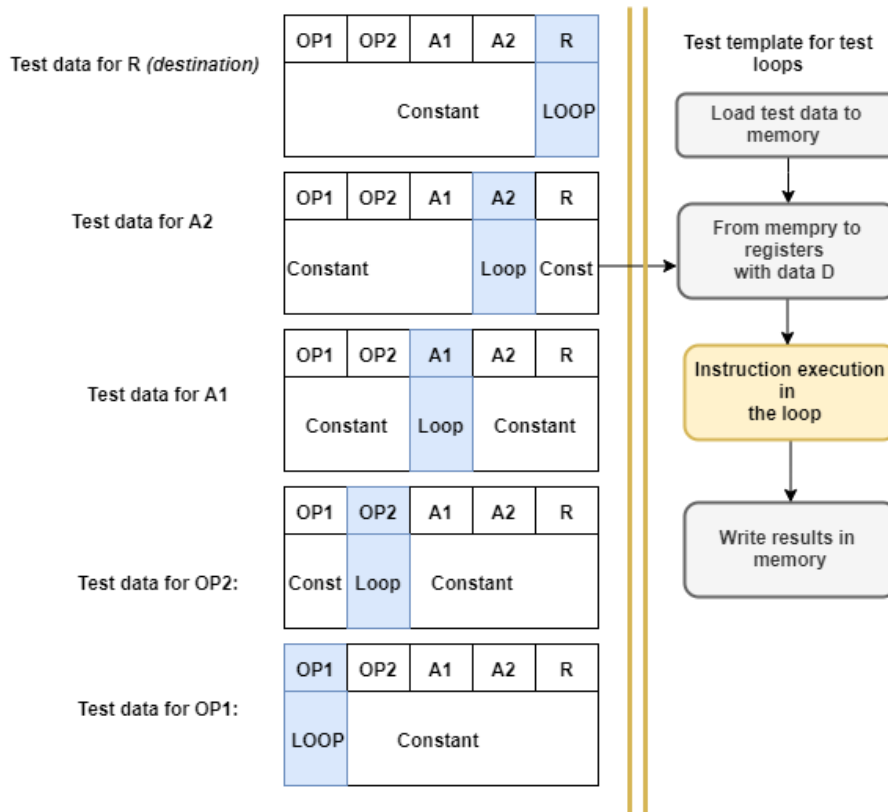 Test data for R (destination)
OP1 OP2 A1 A2 R
Constant LOOP
Test data for A2
OP1 OP2 A1 A2 R
Constant Loop Const
Test data for A1
OP1 OP2 A1 A2 R
Constant Loop Constant
Test data for OP2:
OP1 OP2 A1 A2 R
Const Loop Constant
Test data for OP1:
OP1 OP2 A1 A2 R
LOOP Constant
Test template for test
loops
Load test data to
memory
From mempry to
registers
with data D
Instruction execution
in
the loop
Write results in
memory